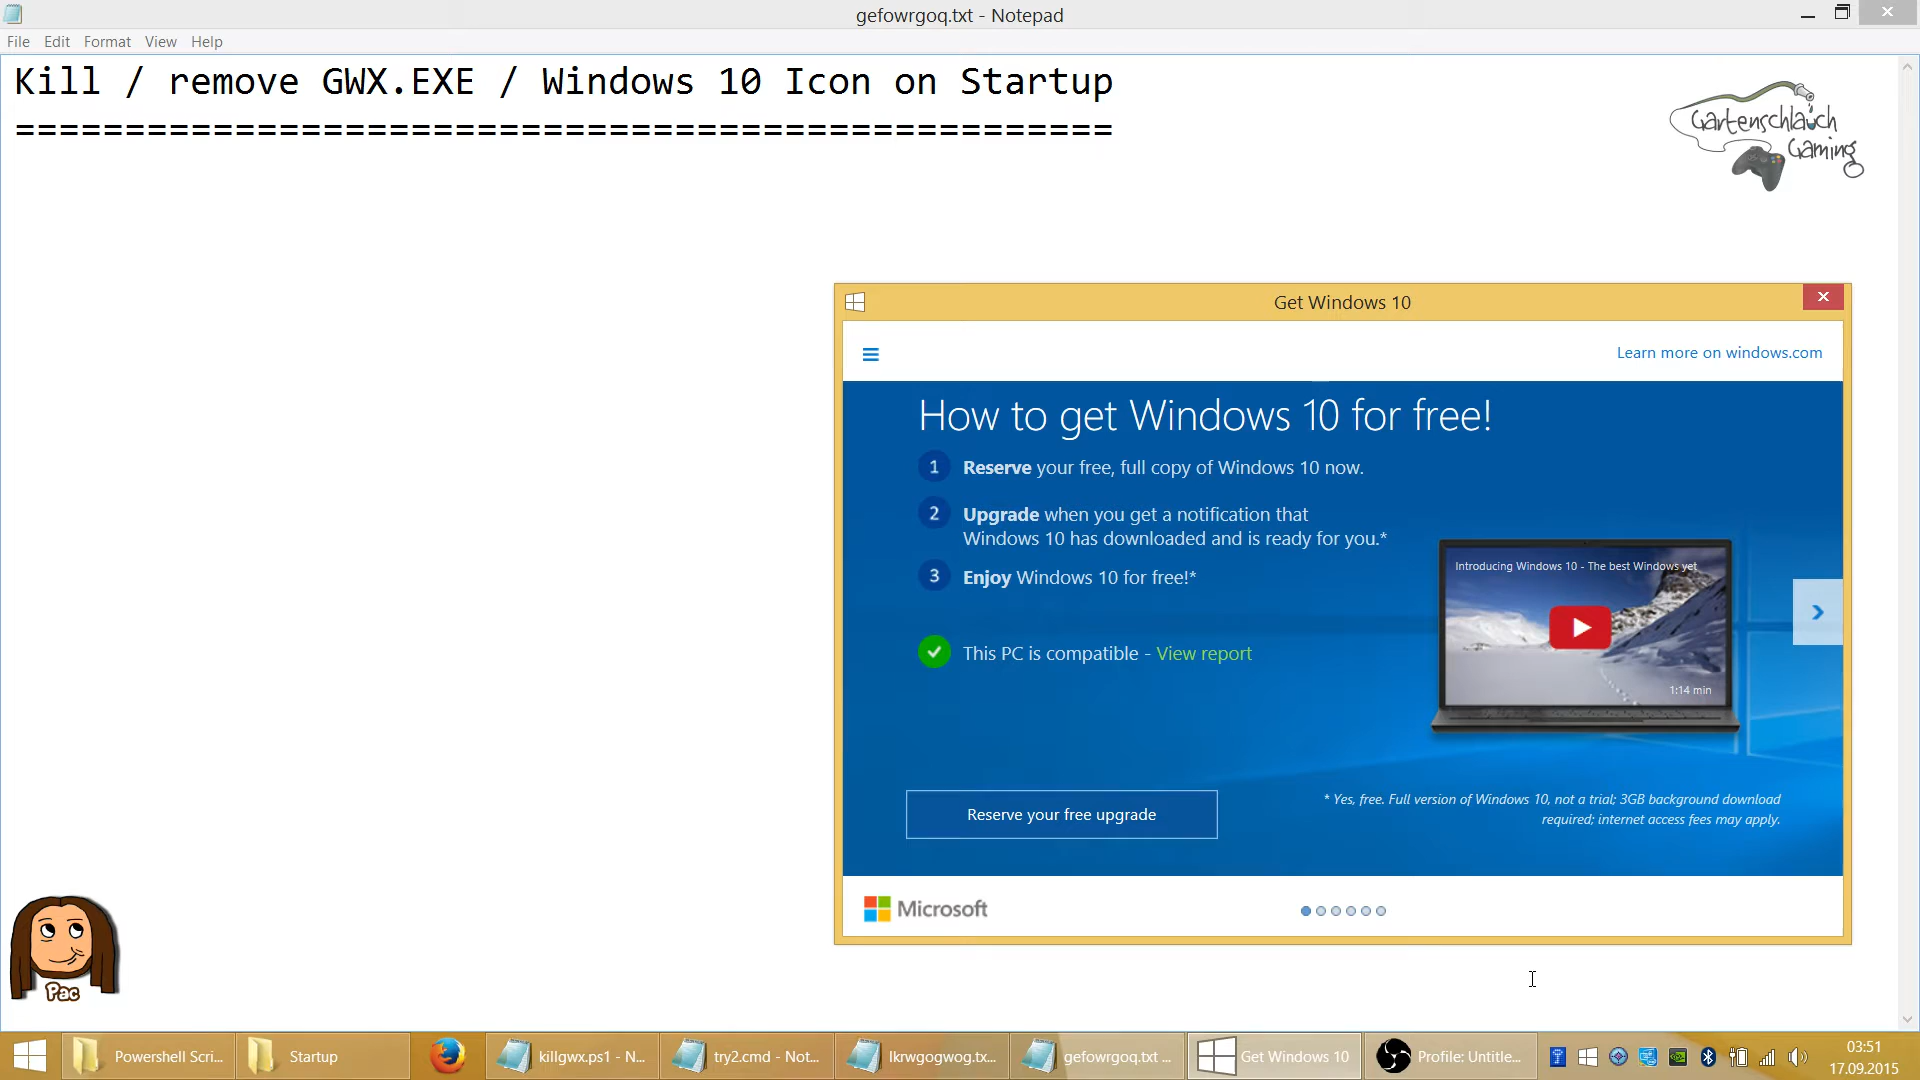 gefowrgoq.txt - Notepad
File Edit Format View Help
Kill / remove GWX.EXE / Windows 10 Icon on Startup
==================================================
Gartenschlauch
Gaming
Get Windows 10
Learn more on windows.com
How to get Windows 10 for free!
1 Reserve your free, full copy of Windows 10 now.
2 Upgrade when you get a notification that
Windows 10 has downloaded and is ready for you.*
3 Enjoy Windows 10 for free!*
This PC is compatible - View report
Introducing Windows 10 - The best Windows yet
1:14 min
Reserve your free upgrade
* Yes, free. Full version of Windows 10, not a trial; 3GB background download
required; internet access fees may apply.
Microsoft
Pac
Powershell Scri... Startup killgwx.ps1 - N... try2.cmd - Not... lkrwgogwog.tx... gefowrgoq.txt ... Get Windows 10 Profile: Untitle...
03:51
17.09.2015